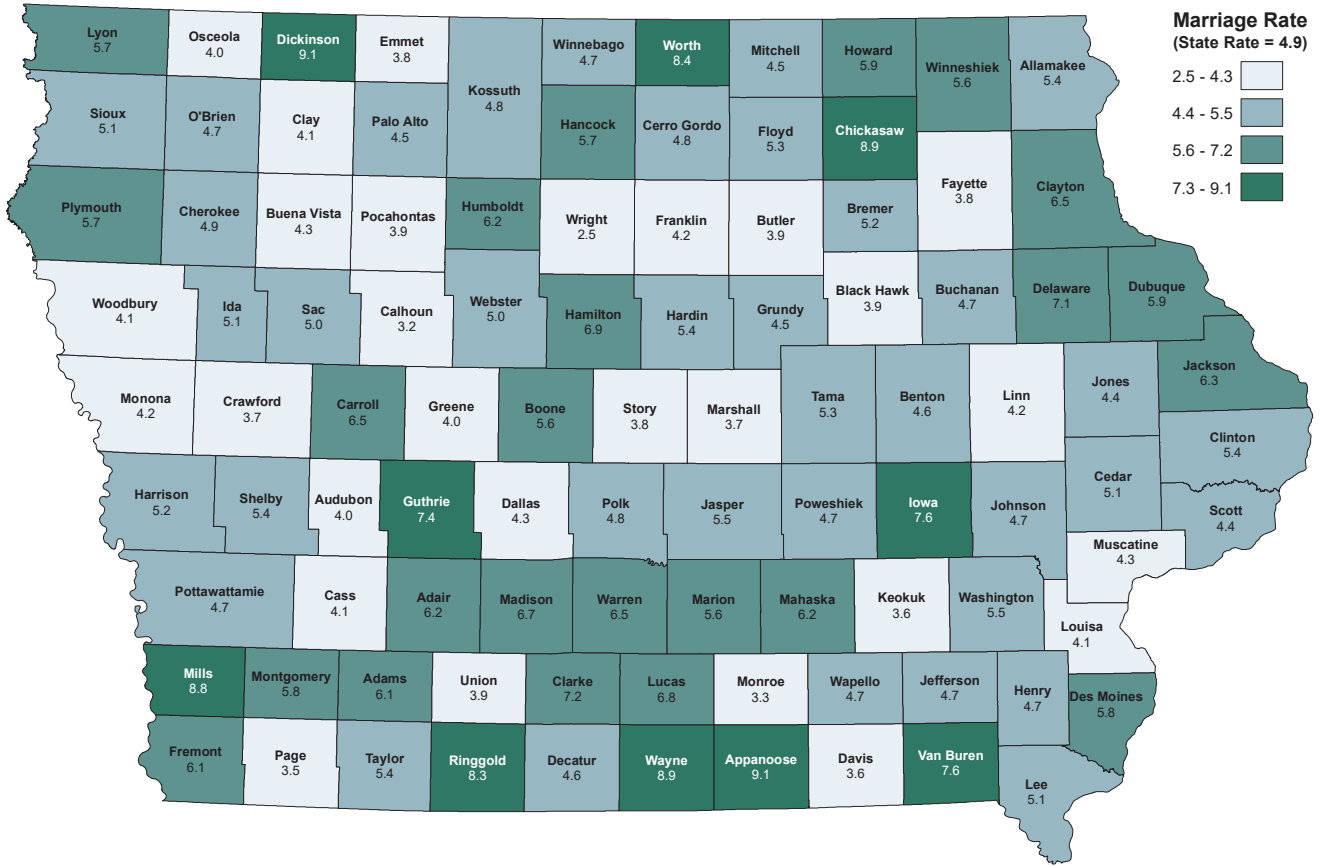 Marriage Rate
(State Rate = 4.9)
2.5 - 4.3
4.4 - 5.5
5.6 - 7.2
7.3 - 9.1
Lyon
5.7
Osceola
4.0
Dickinson
9.1
Emmet
3.8
Kossuth
4.8
Winnebago
4.7
Worth
8.4
Mitchell
4.5
Howard
5.9
Winneshiek
5.6
Allamakee
5.4
Sioux
5.1
O'Brien
4.7
Clay
4.1
Palo Alto
4.5
Hancock
5.7
Cerro Gordo
4.8
Floyd
5.3
Chickasaw
8.9
Fayette
3.8
Clayton
6.5
Plymouth
5.7
Cherokee
4.9
Buena Vista
4.3
Pocahontas
3.9
Humboldt
6.2
Wright
2.5
Franklin
4.2
Butler
3.9
Bremer
5.2
Woodbury
4.1
Ida
5.1
Sac
5.0
Calhoun
3.2
Webster
5.0
Hamilton
6.9
Hardin
5.4
Grundy
4.5
Black Hawk
3.9
Buchanan
4.7
Delaware
7.1
Dubuque
5.9
Monona
4.2
Crawford
3.7
Carroll
6.5
Greene
4.0
Boone
5.6
Story
3.8
Marshall
3.7
Tama
5.3
Benton
4.6
Linn
4.2
Jones
4.4
Jackson
6.3
Clinton
5.4
Harrison
5.2
Shelby
5.4
Audubon
4.0
Guthrie
7.4
Dallas
4.3
Polk
4.8
Jasper
5.5
Poweshiek
4.7
Iowa
7.6
Johnson
4.7
Cedar
5.1
Scott
4.4
Muscatine
4.3
Pottawattamie
4.7
Cass
4.1
Adair
6.2
Madison
6.7
Warren
6.5
Marion
5.6
Mahaska
6.2
Keokuk
3.6
Washington
5.5
Louisa
4.1
Mills
8.8
Montgomery
5.8
Adams
6.1
Union
3.9
Clarke
7.2
Lucas
6.8
Monroe
3.3
Wapello
4.7
Jefferson
4.7
Henry
4.7
Des Moines
5.8
Fremont
6.1
Page
3.5
Taylor
5.4
Ringgold
8.3
Decatur
4.6
Wayne
8.9
Appanoose
9.1
Davis
3.6
Van Buren
7.6
Lee
5.1